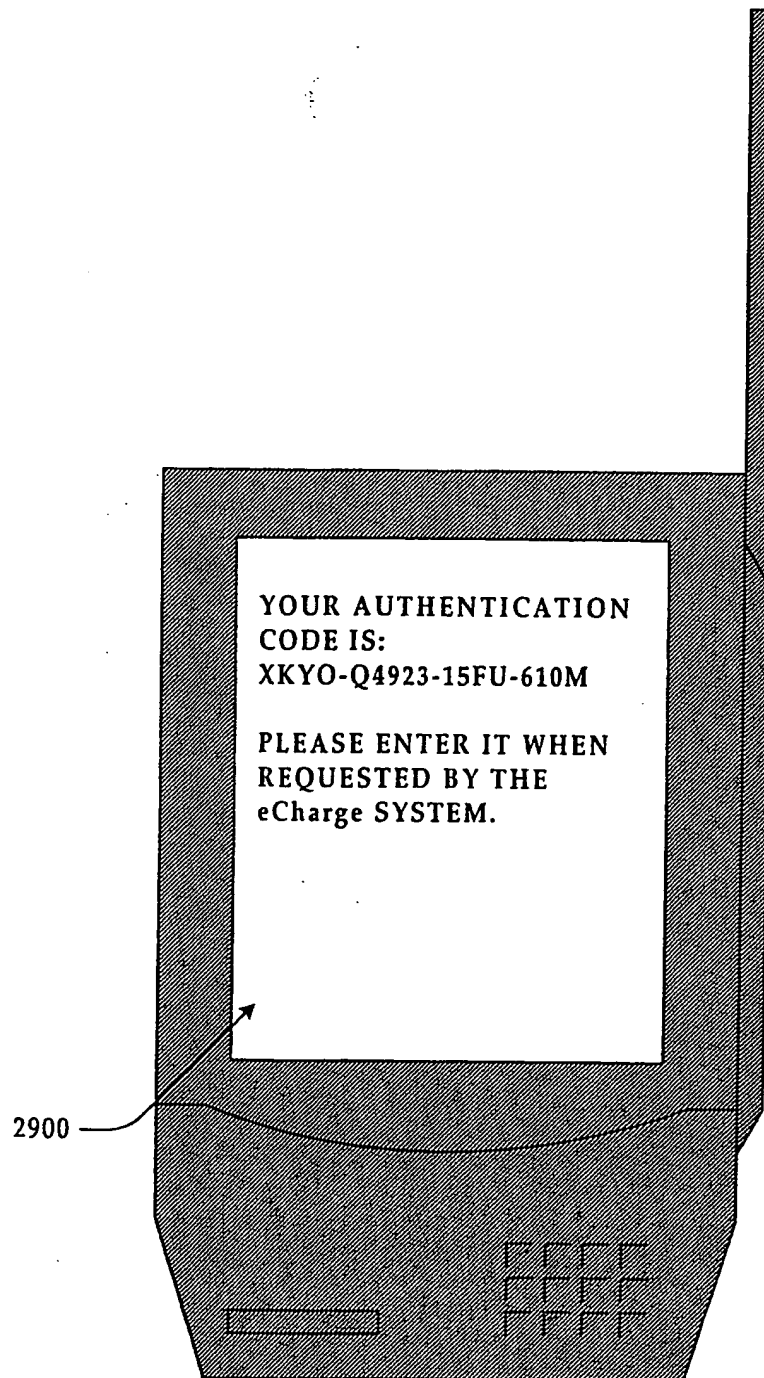 YOUR AUTHENTICATION
CODE IS:
XKYO-Q4923-15FU-610M
PLEASE ENTER IT WHEN
REQUESTED BY THE
eCharge SYSTEM.
2900